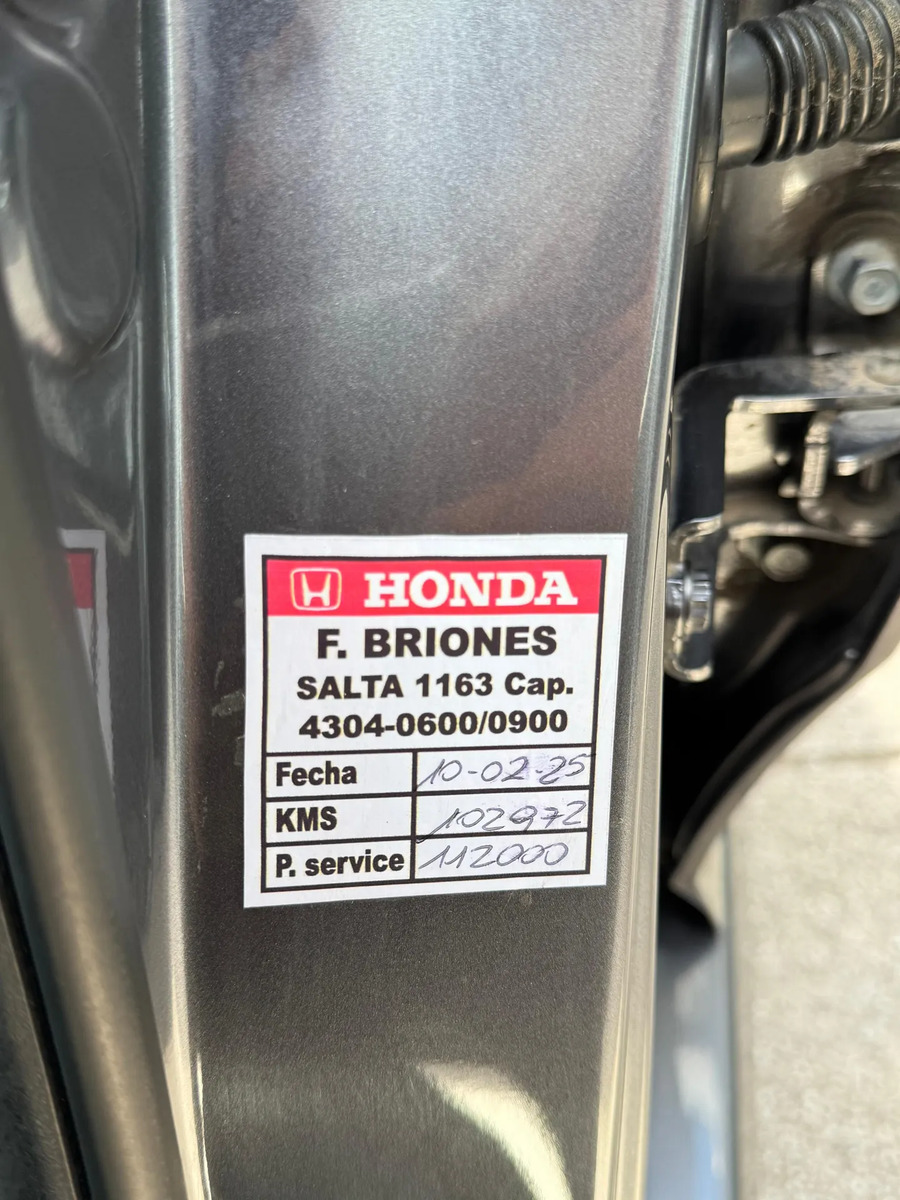 HONDA
F. BRIONES
SALTA 1163 Cap.
4304-0600/0900
Fecha 10-02-25
KMS 102972
P. service 112000